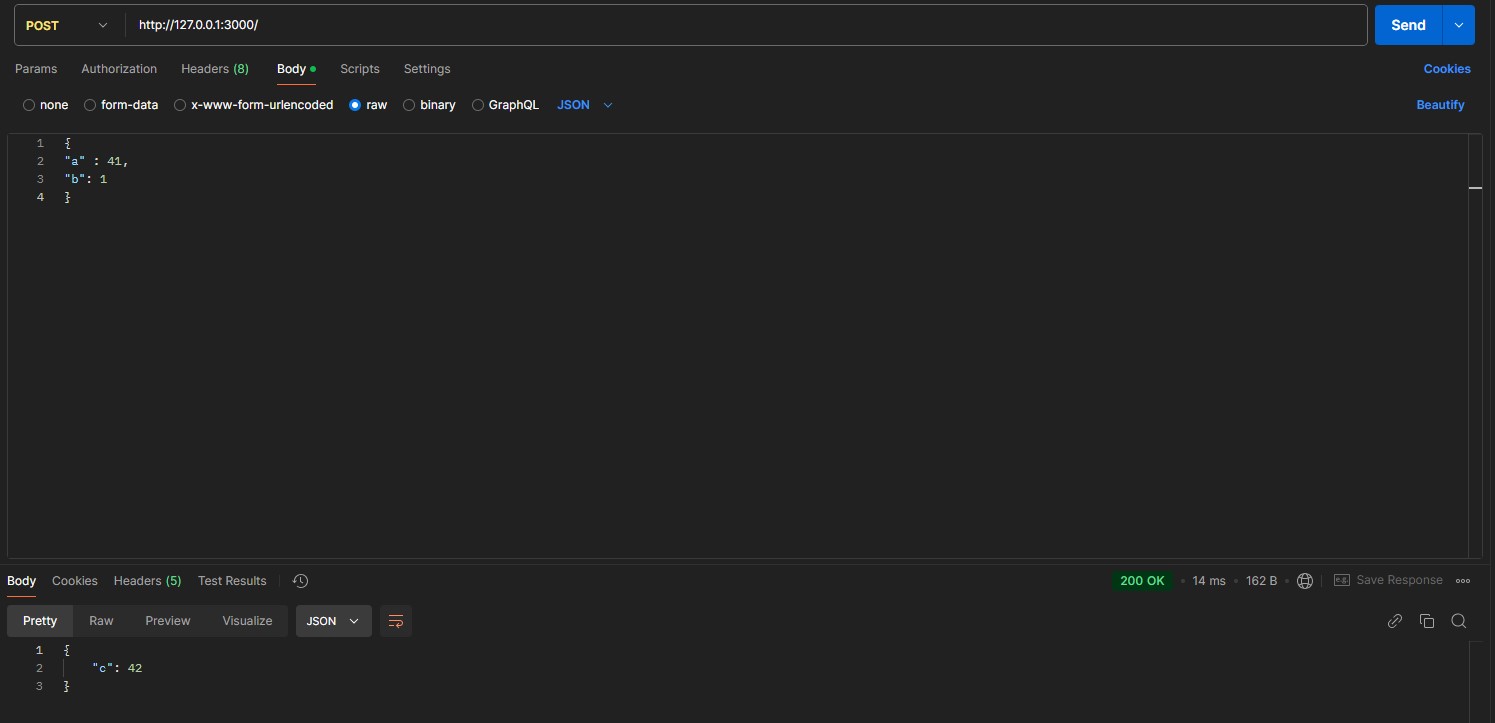 POST http://127.0.0.1:3000/ Send
Params Authorization Headers (8) Body Scripts Settings Cookies
none form-data x-www-form-urlencoded raw binary GraphQL JSON Beautify
1 {
2 "a" : 41,
3 "b": 1
4 }
Body Cookies Headers (5) Test Results 200 OK • 14 ms • 162 B • e.g. Save Response
Pretty Raw Preview Visualize JSON
1 {
2 "c": 42
3 }